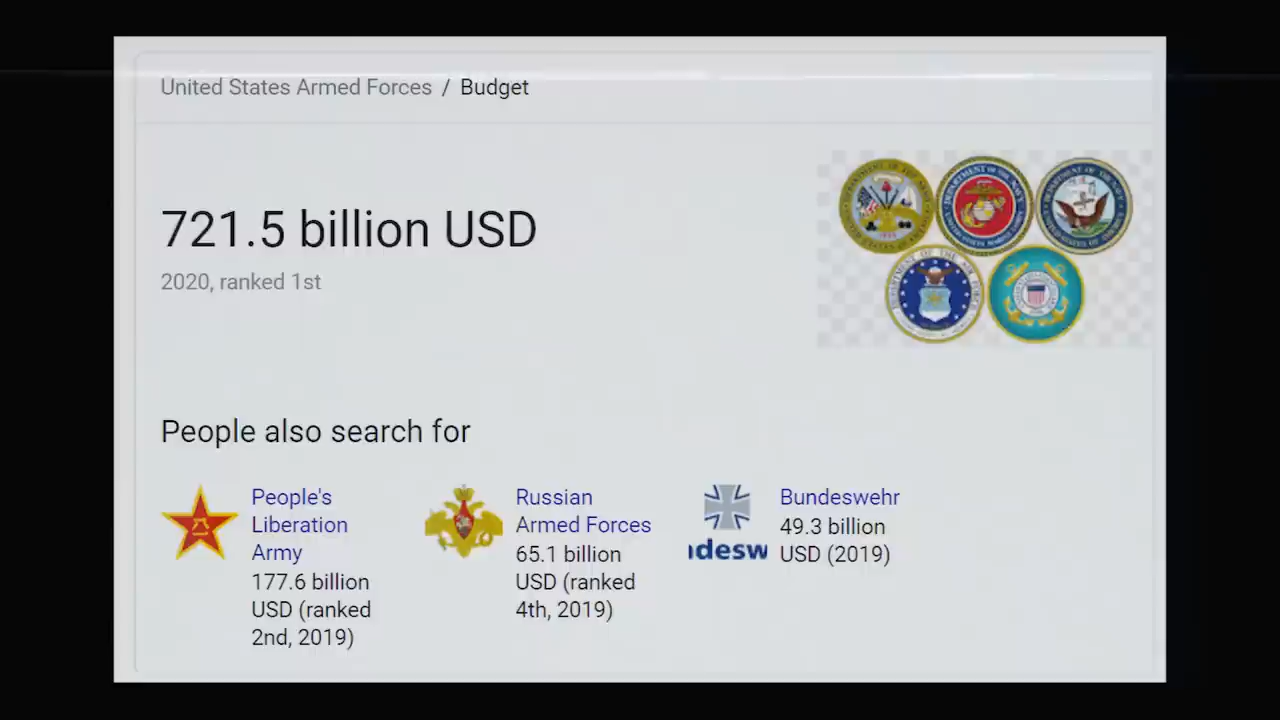 United States Armed Forces / Budget
721.5 billion USD
2020, ranked 1st
People also search for
People's
Liberation
Army
177.6 billion
USD (ranked
2nd, 2019)
Russian
Armed Forces
65.1 billion
USD (ranked
4th, 2019)
Bundeswehr
49.3 billion
USD (2019)